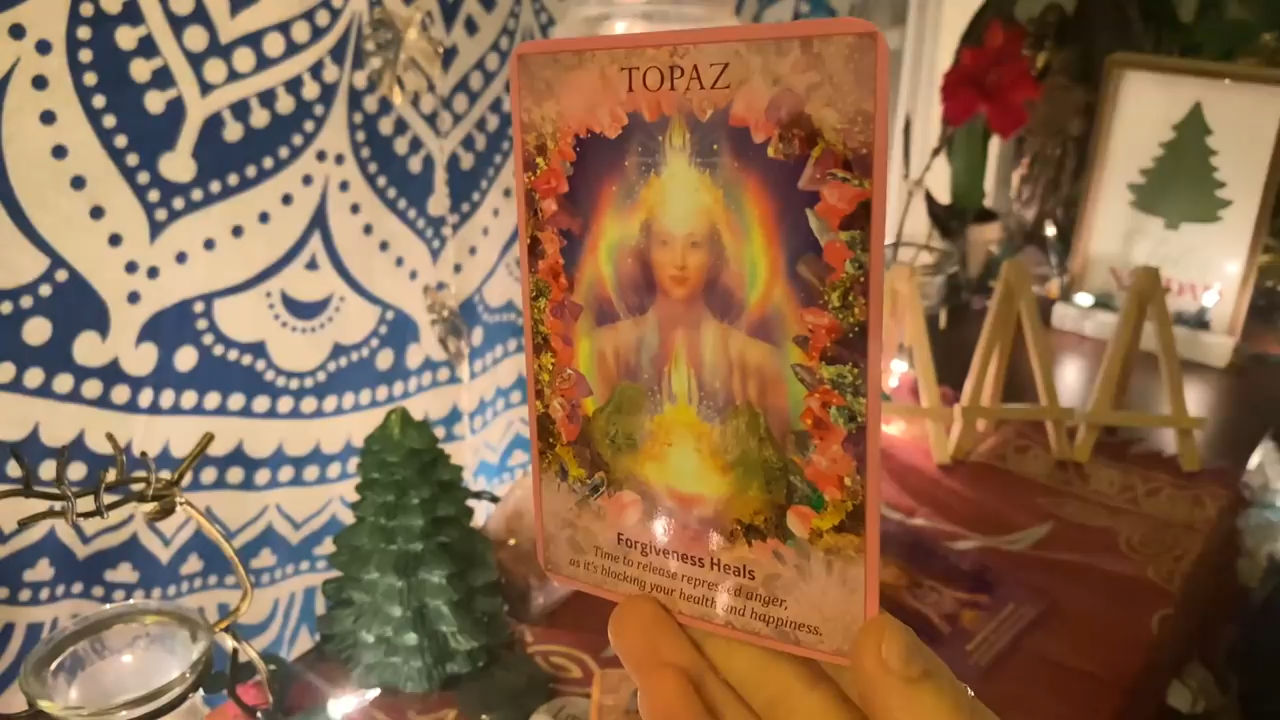 TOPAZ
Forgiveness Heals
Time to release repressed anger,
as it's blocking your health and happiness.